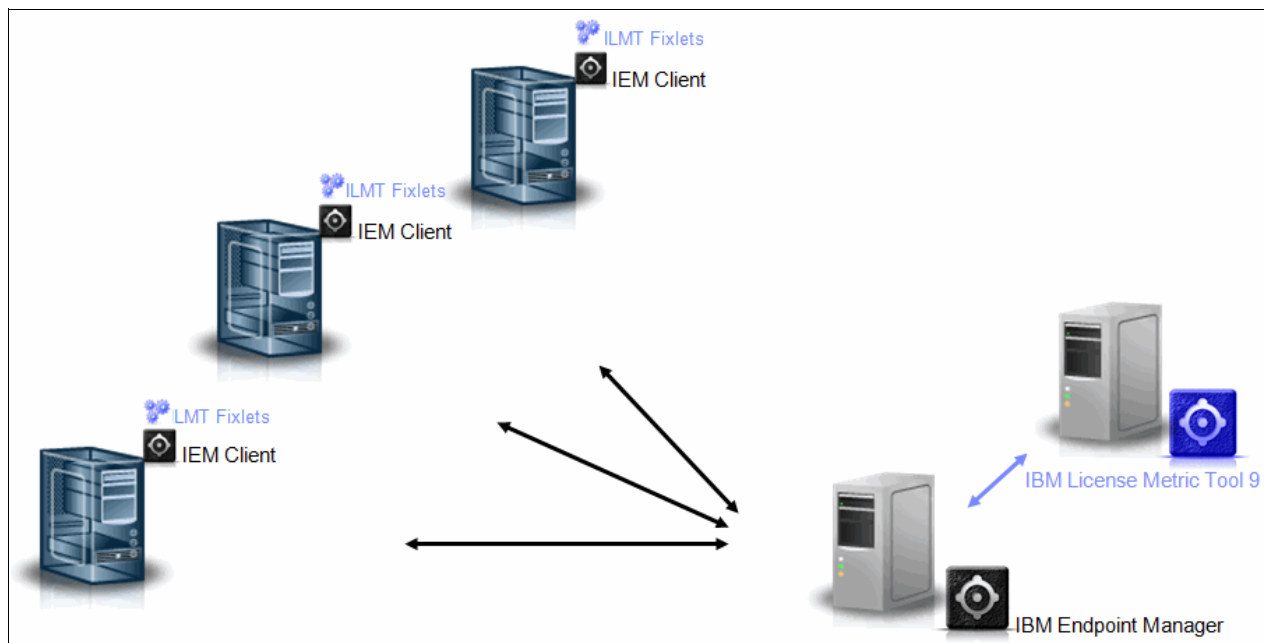 ILMT Fixlets
IEM Client
ILMT Fixlets
IEM Client
ILMT Fixlets
IEM Client
IBM License Metric Tool 9
IBM Endpoint Manager